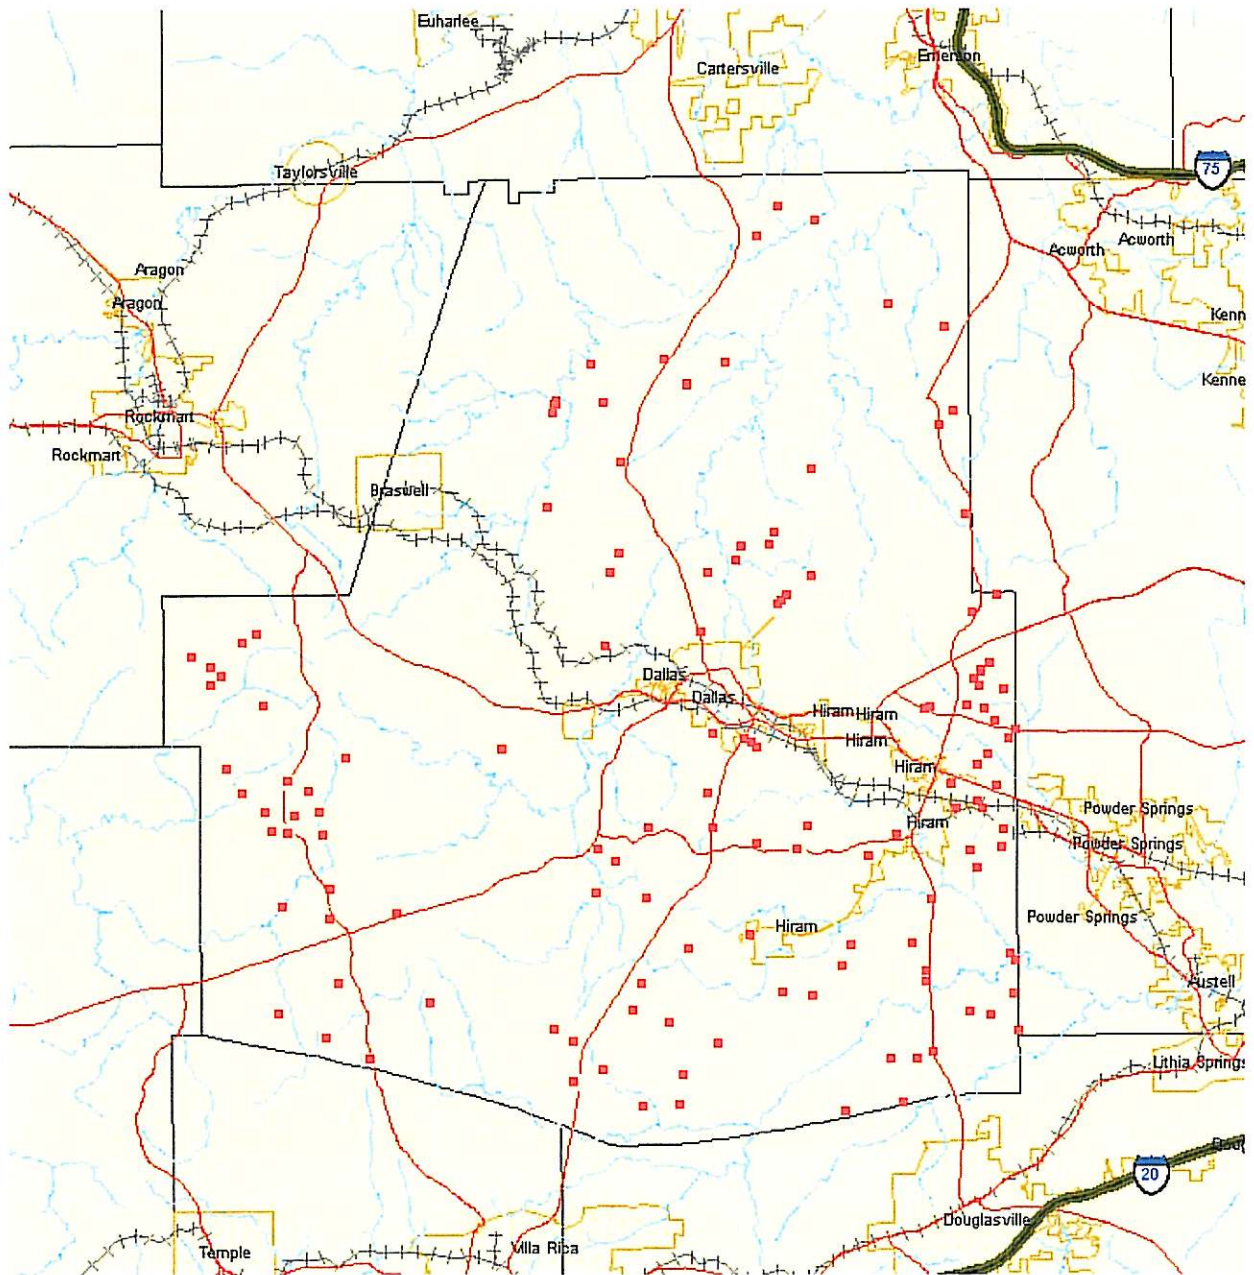 Euharlee
Cartersville
Emerson
75
Taylorsville
Acworth
Acworth
Aragon
Aragon
Kenn
Kenne
Rockmart
Rockmart
Braswell
Dallas
Dallas
Hiram
Hiram
Hiram
Hiram
Powder Springs
Hiram
Powder Springs
Powder Springs
Hiram
Austell
Lithia Springs
20
Douglasville
Villa Rica
Temple